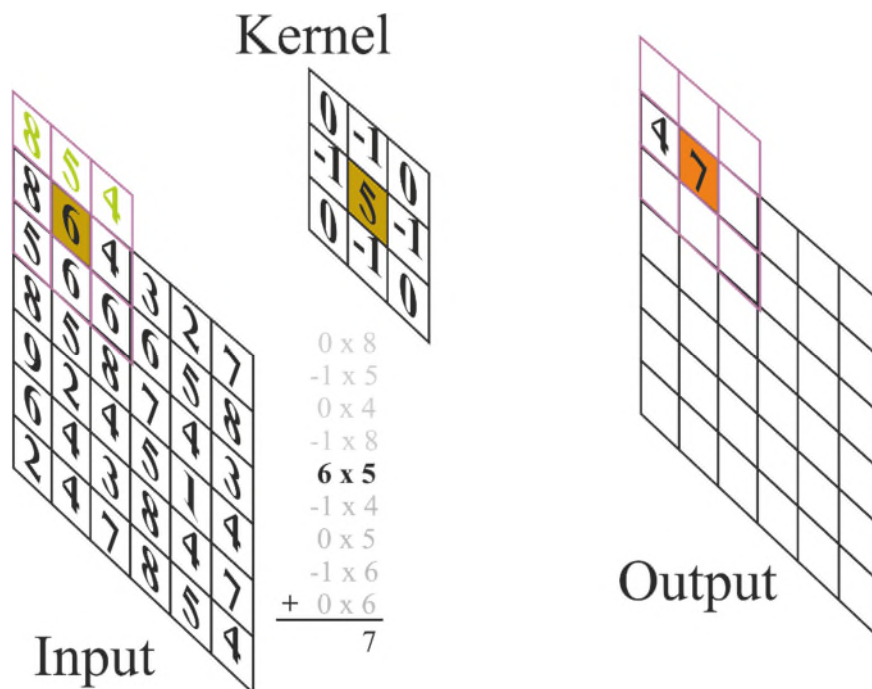 Kernel
8 5 4
8 6 4 3 2 7
5 6 6 6 5 8
8 5 8 7 4 3
9 2 4 5 1 4
6 4 3 8 4 7
2 4 7 8 5 4
Input
0 -1 0
-1 5 -1
0 -1 0
0 x 8
-1 x 5
0 x 4
-1 x 8
6 x 5
-1 x 4
0 x 5
-1 x 6
+ 0 x 6
7
4 7
Output